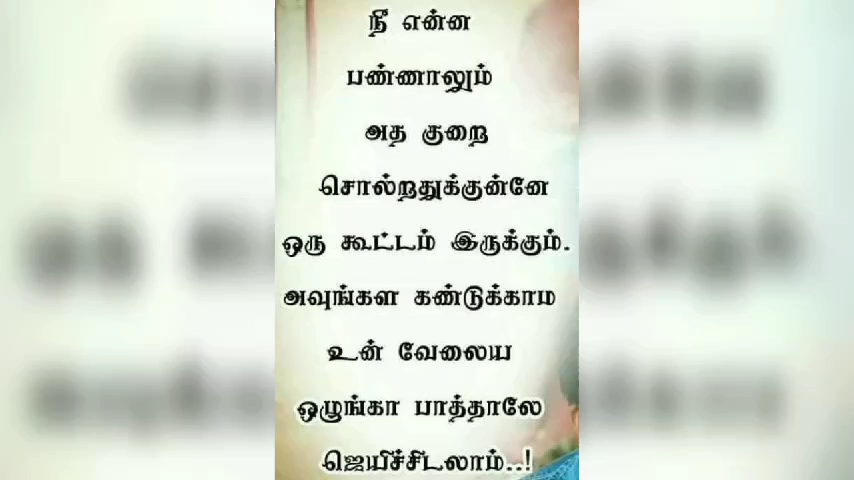 நீ என்ன
பண்ணாலும்
அத குறை
சொல்றதுக்குன்னே
ஒரு கூட்டம் இருக்கும்.
அவுங்கள கண்டுக்காம
உன் வேலைய
ஒழுங்கா பாத்தாலே
ஜெயிச்சிடலாம்..!